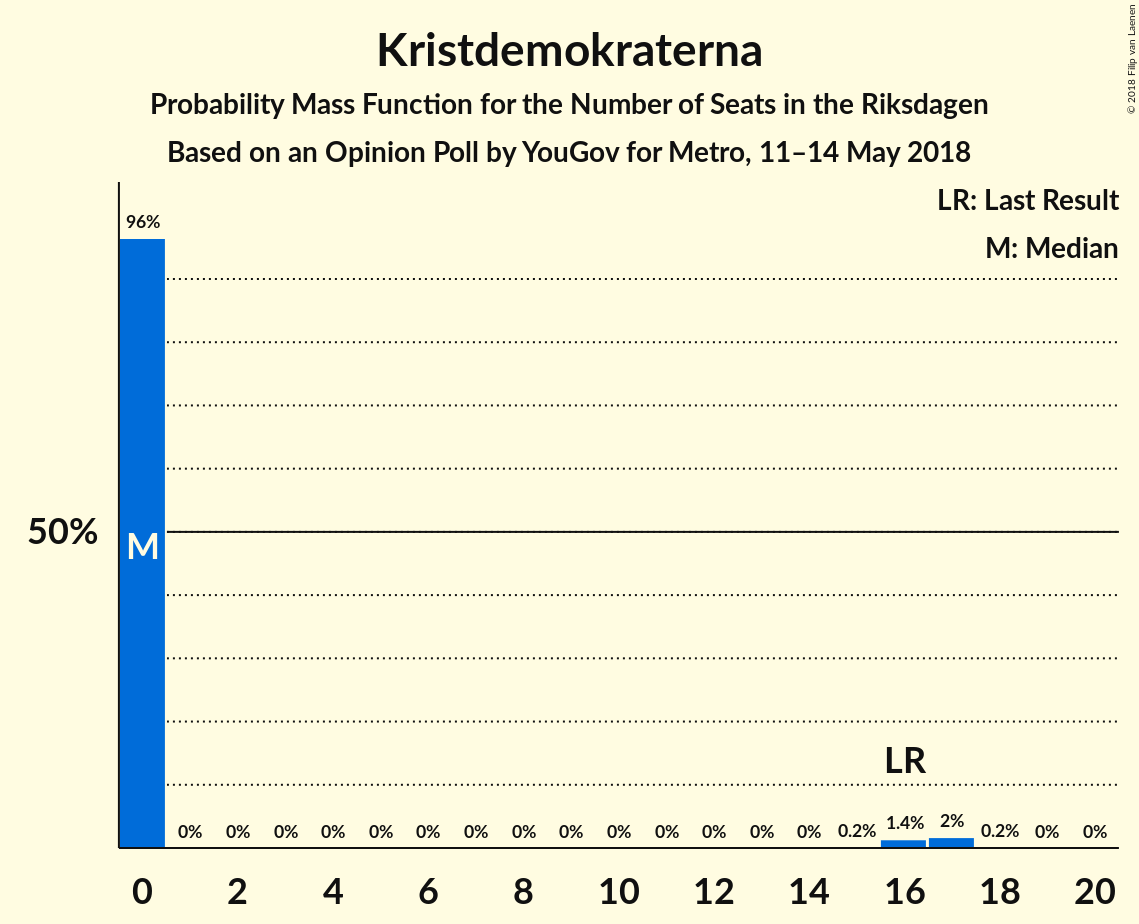 Kristdemokraterna
Probability Mass Function for the Number of Seats in the Riksdagen
Based on an Opinion Poll by YouGov for Metro, 11–14 May 2018
© 2018 Filip van Laenen
LR: Last Result
M: Median
96%
50%
M
LR
0% 0% 0% 0% 0% 0% 0% 0% 0% 0% 0% 0% 0% 0% 0.2% 1.4% 2% 0.2% 0% 0%
0 2 4 6 8 10 12 14 16 18 20